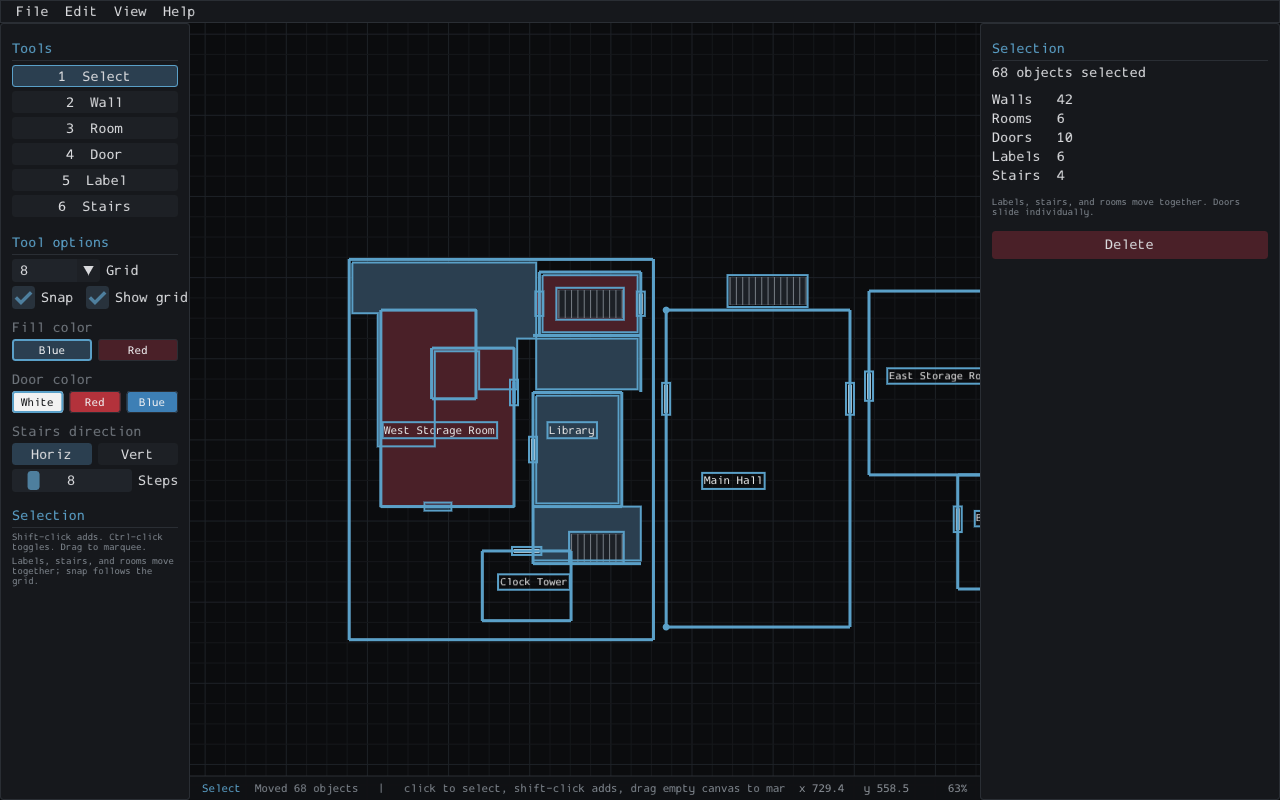 File Edit View Help
Tools
1 Select
2 Wall
3 Room
4 Door
5 Label
6 Stairs
Tool options
8 ▼ Grid
Snap Show grid
Fill color
Blue Red
Door color
White Red Blue
Stairs direction
Horiz Vert
8 Steps
Selection
Shift-click adds. Ctrl-click
toggles. Drag to marquee.
Labels, stairs, and rooms move
together; snap follows the
grid.
East Storage Ro
West Storage Room
Library
Main Hall
Clock Tower
Selection
68 objects selected
Walls 42
Rooms 6
Doors 10
Labels 6
Stairs 4
Labels, stairs, and rooms move together. Doors
slide individually.
Delete
Select Moved 68 objects | click to select, shift-click adds, drag empty canvas to mar x 729.4 y 558.5 63%